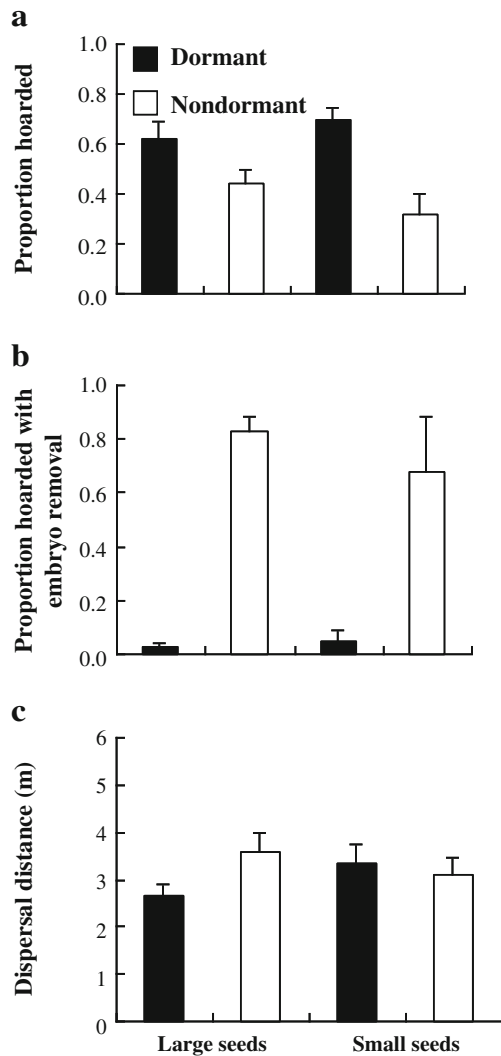 a
Proportion hoarded
1.0
0.8
0.6
0.4
0.2
0.0
Dormant
Nondormant
b
Proportion hoarded with
embryo removal
1.0
0.8
0.6
0.4
0.2
0.0
c
Dispersal distance (m)
6
5
4
3
2
1
0
Large seeds
Small seeds